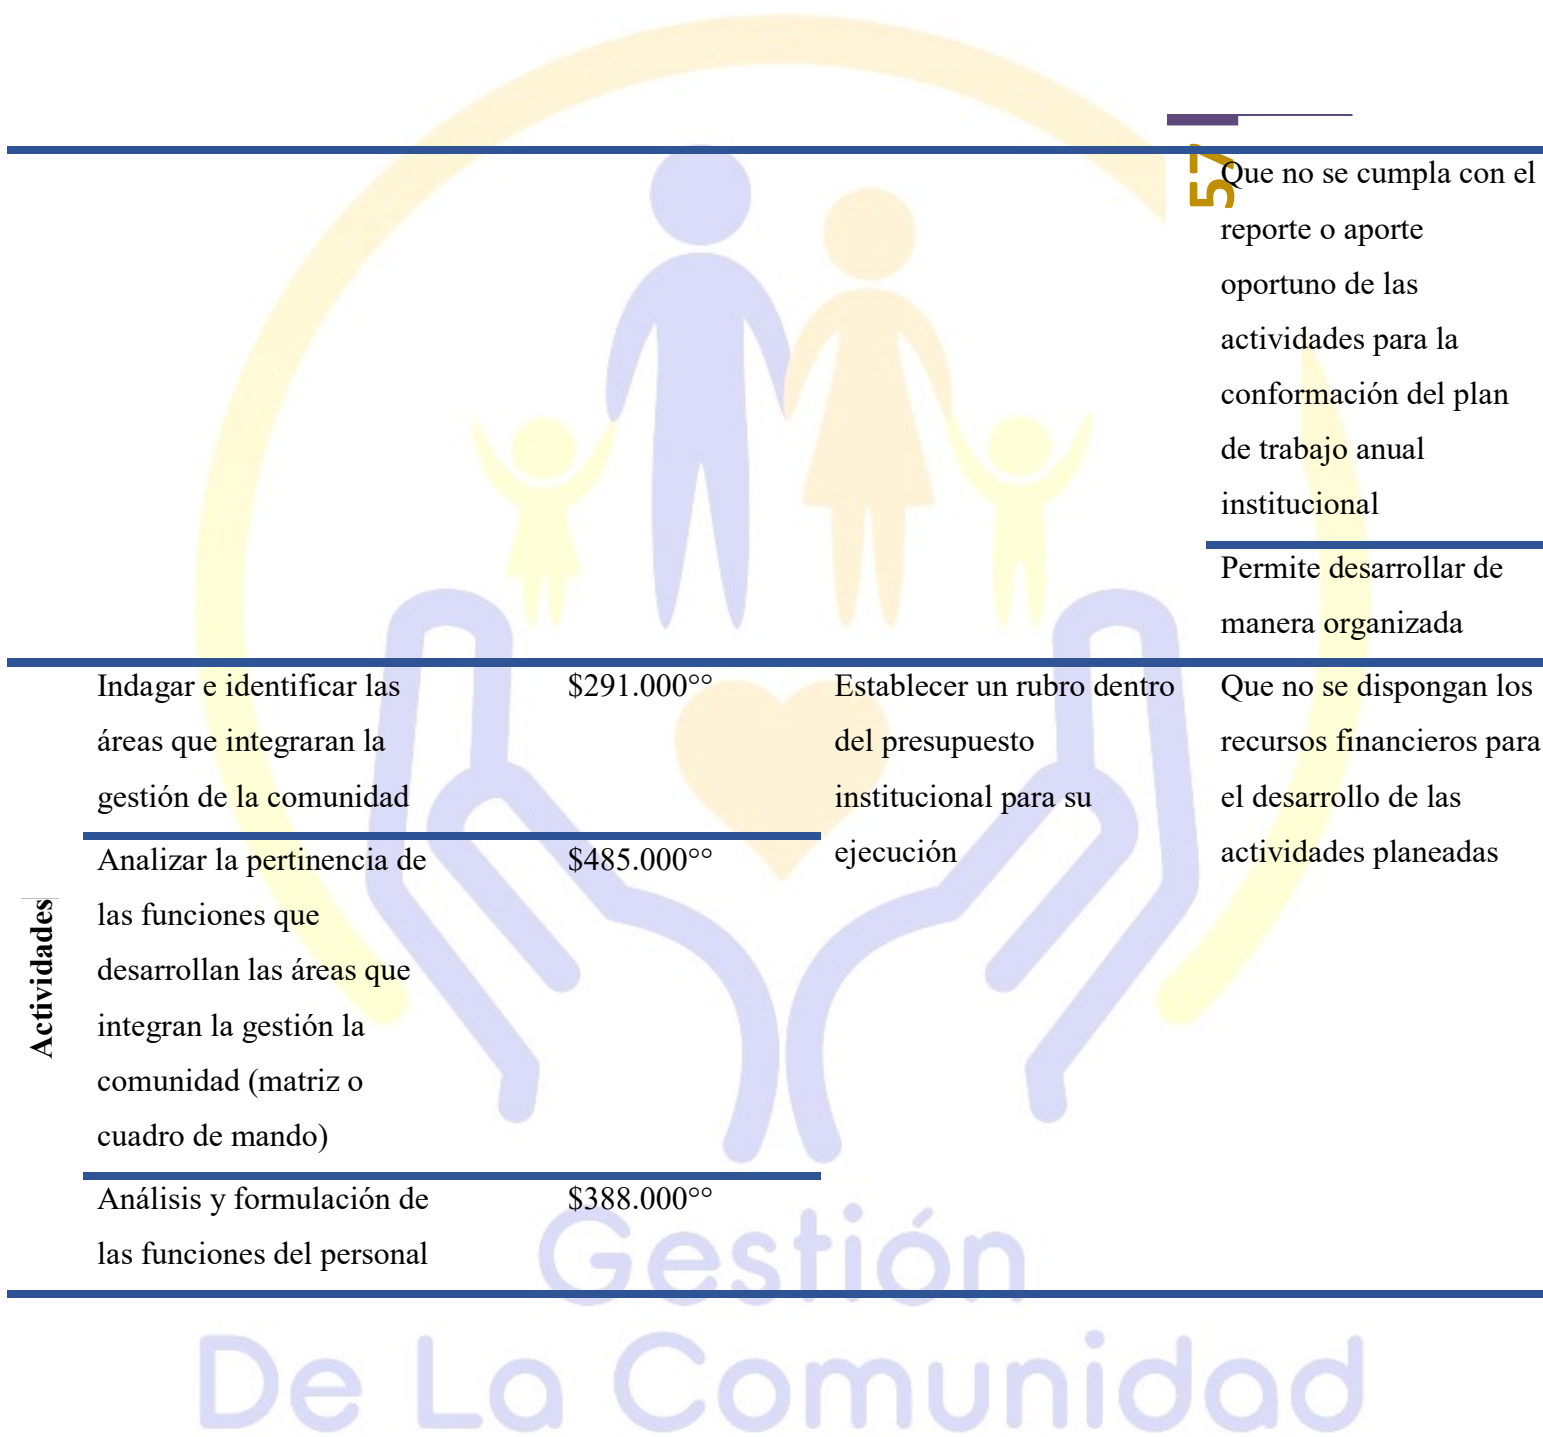 57
Que no se cumpla con el
reporte o aporte
oportuno de las
actividades para la
conformación del plan
de trabajo anual
institucional
Permite desarrollar de
manera organizada
Actividades
Indagar e identificar las
áreas que integraran la
gestión de la comunidad
$291.000°°
Analizar la pertinencia de
las funciones que
desarrollan las áreas que
integran la gestión la
comunidad (matriz o
cuadro de mando)
$485.000°°
Análisis y formulación de
las funciones del personal
$388.000°°
Establecer un rubro dentro
del presupuesto
institucional para su
ejecución
Que no se dispongan los
recursos financieros para
el desarrollo de las
actividades planeadas
Gestión
De La Comunidad